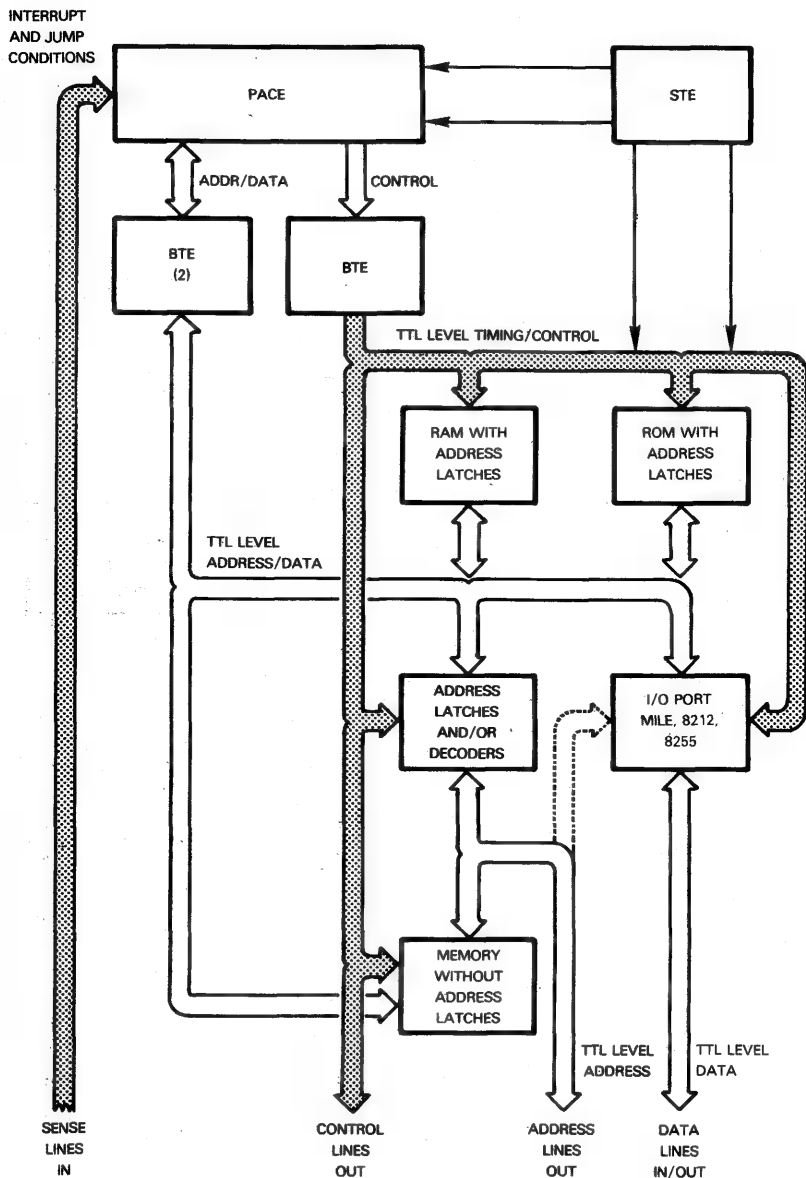 INTERRUPT
AND JUMP
CONDITIONS
PACE
STE
ADDR/DATA
CONTROL
BTE
(2)
BTE
TTL LEVEL TIMING/CONTROL
RAM WITH
ADDRESS
LATCHES
ROM WITH
ADDRESS
LATCHES
TTL LEVEL
ADDRESS/DATA
ADDRESS
LATCHES
AND/OR
DECODERS
I/O PORT
MILE, 8212,
8255
MEMORY
WITHOUT
ADDRESS
LATCHES
TTL LEVEL
ADDRESS
TTL LEVEL
DATA
SENSE
LINES
IN
CONTROL
LINES
OUT
ADDRESS
LINES
OUT
DATA
LINES
IN/OUT